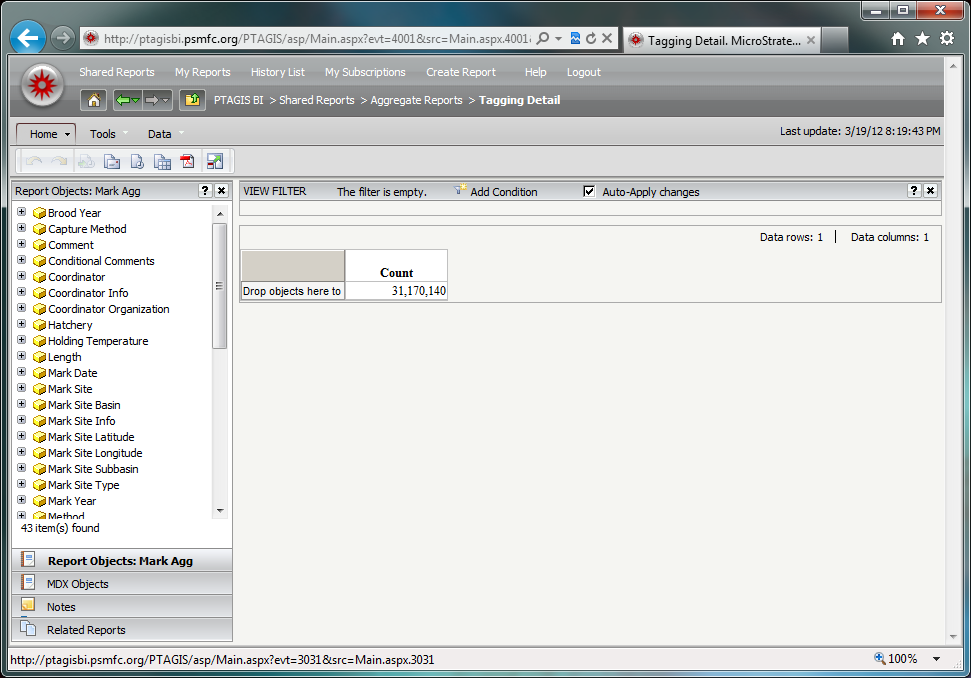 http://ptagisbi.psmfc.org/PTAGIS/asp/Main.aspx?evt=4001&src=Main.aspx.4001
Tagging Detail. MicroStrate...
Shared Reports My Reports History List My Subscriptions Create Report Help Logout
PTAGIS BI > Shared Reports > Aggregate Reports > Tagging Detail
Home Tools Data
Last update: 3/19/12 8:19:43 PM
Report Objects: Mark Agg ?
VIEW FILTER The filter is empty. Add Condition Auto-Apply changes ?
Brood Year
Capture Method
Comment
Conditional Comments
Coordinator
Coordinator Info
Coordinator Organization
Hatchery
Holding Temperature
Length
Mark Date
Mark Site
Mark Site Basin
Mark Site Info
Mark Site Latitude
Mark Site Longitude
Mark Site Subbasin
Mark Site Type
Mark Year
Method
43 item(s) found
Data rows: 1 | Data columns: 1
Count
Drop objects here to 31,170,140
Report Objects: Mark Agg
MDX Objects
Notes
Related Reports
http://ptagisbi.psmfc.org/PTAGIS/asp/Main.aspx?evt=3031&src=Main.aspx.3031
100%